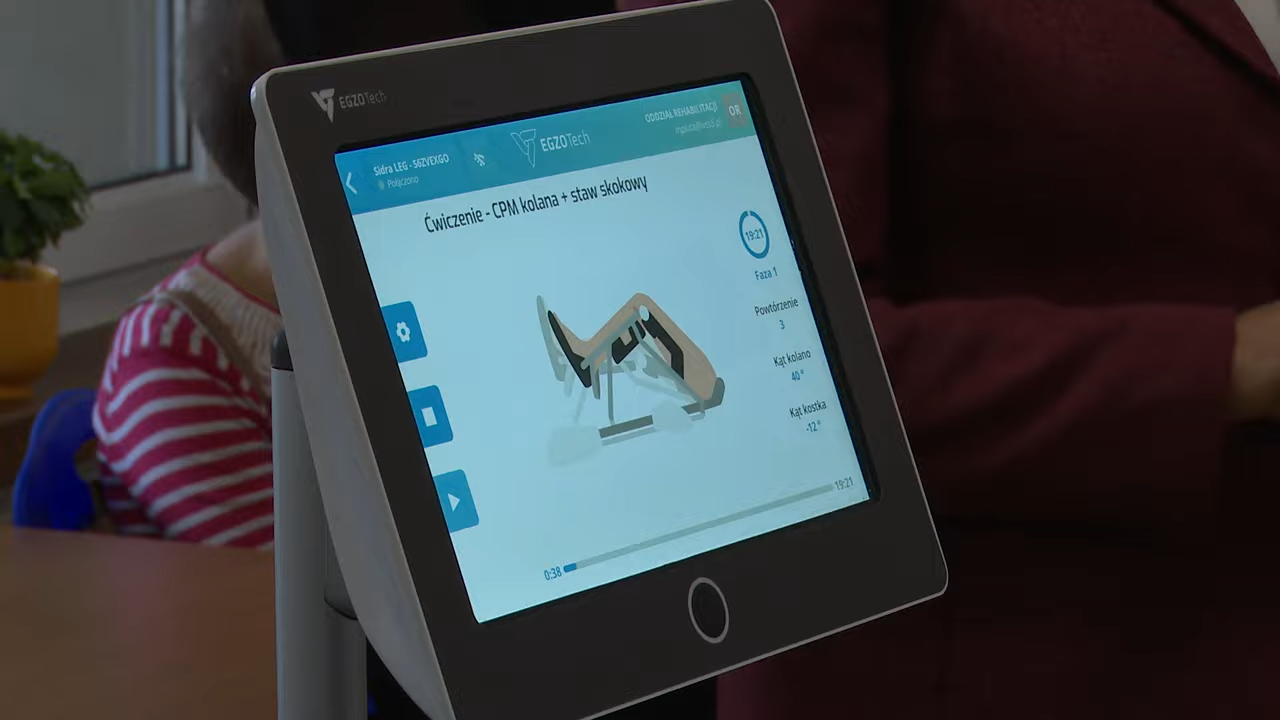 EGZOTech
Sidra LEG - S6ZVEXGO
Połączono
EGZOTech
ODDZIAŁ REHABILITACJI
OR
Ćwiczenie - CPM kolana + staw skokowy
19:21
Faza 1
Powtórzenie
3
Kąt kolano
40°
Kąt kostka
-12°
0:38
19:21